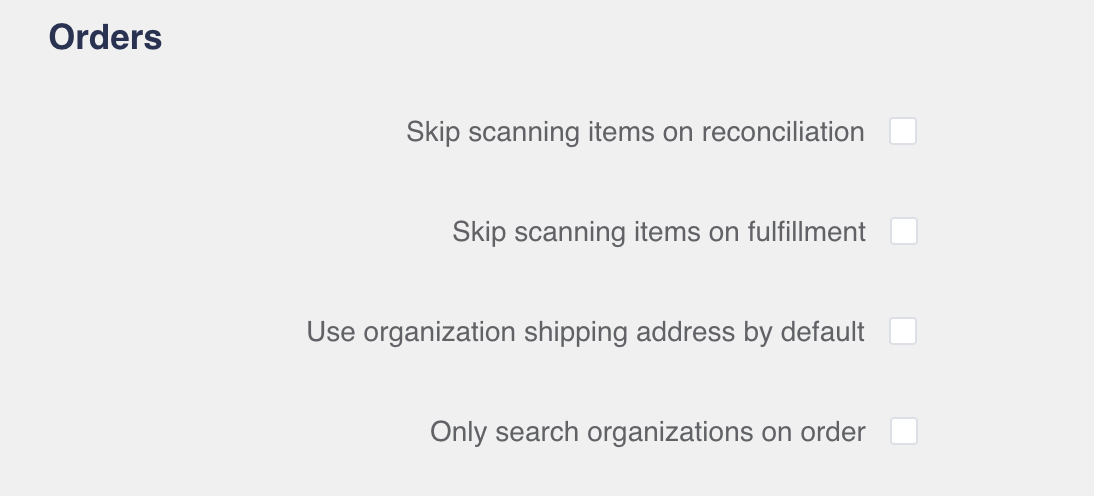 Orders
Skip scanning items on reconciliation
Skip scanning items on fulfillment
Use organization shipping address by default
Only search organizations on order